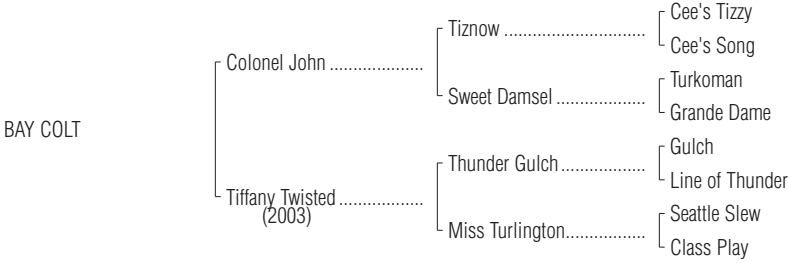 Cee's Tizzy
Tiznow ..............................
Cee's Song
Colonel John ....................
Turkoman
Sweet Damsel ...................
Grande Dame
BAY COLT
Gulch
Thunder Gulch..................
Line of Thunder
Tiffany Twisted ..................
(2003)
Seattle Slew
Miss Turlington.................
Class Play